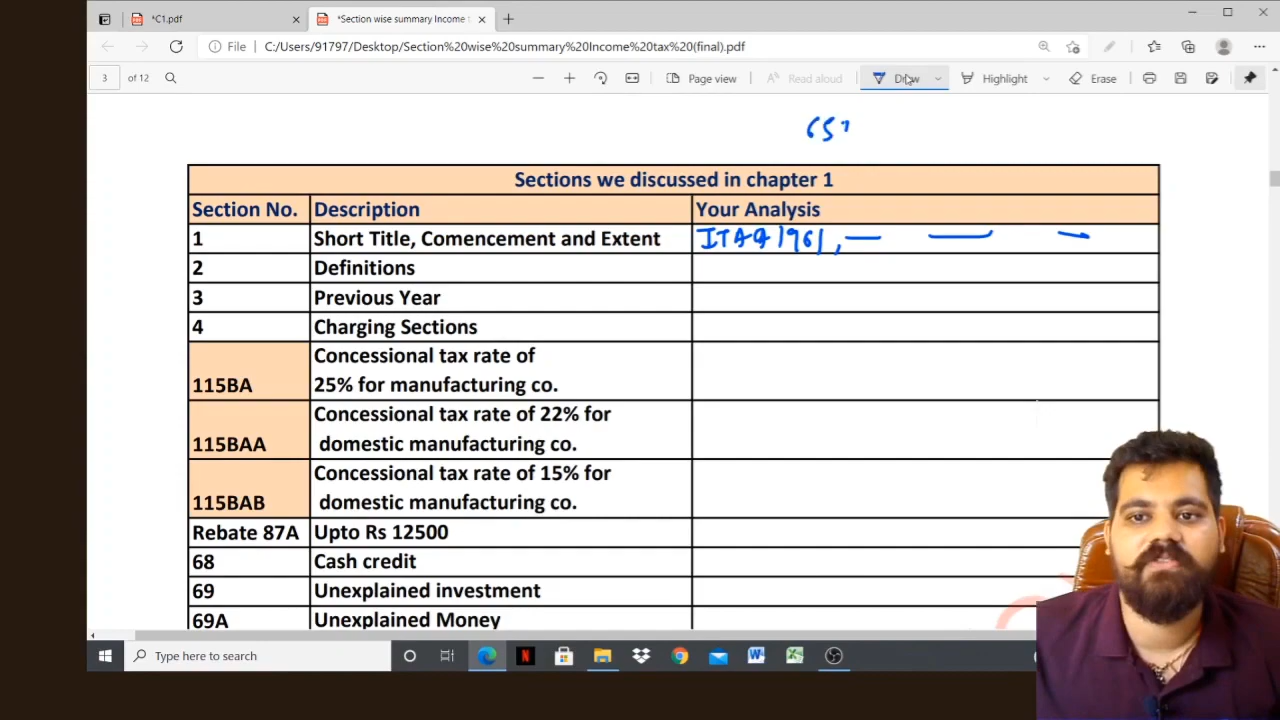 *C1.pdf
*Section wise summary Income t
File C:/Users/91797/Desktop/Section%20wise%20summary%20Income%20tax%20(final).pdf
3 of 12 Page view Read aloud Draw Highlight Erase
Sections we discussed in chapter 1
Section No. Description Your Analysis
1 Short Title, Comencement and Extent 1961,
2 Definitions
3 Previous Year
4 Charging Sections
Concessional tax rate of
115BA 25% for manufacturing co.
Concessional tax rate of 22% for
115BAA domestic manufacturing co.
Concessional tax rate of 15% for
115BAB domestic manufacturing co.
Rebate 87A Upto Rs 12500
68 Cash credit
69 Unexplained investment
69A Unexplained Money
Type here to search